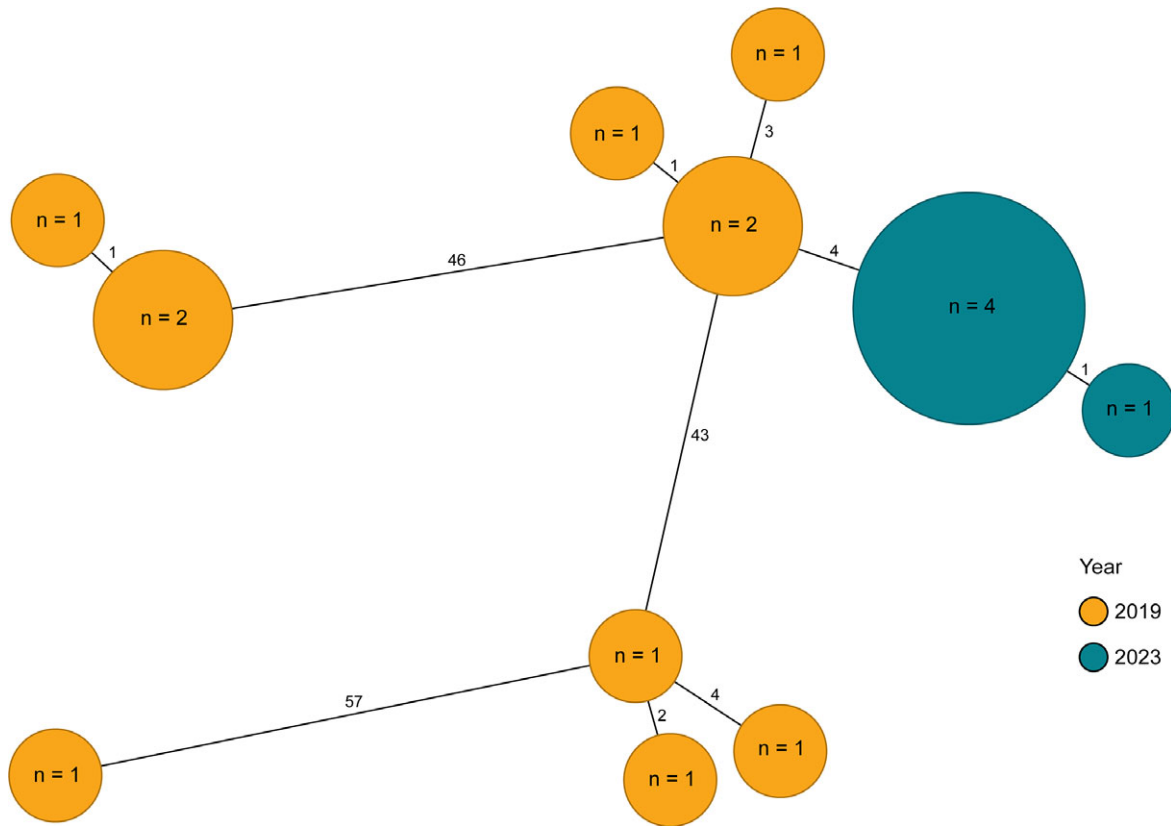 n = 1
3
n = 1
1
n = 2
n = 1
1
n = 2
46
4
n = 4
1
n = 1
43
Year
2019
2023
n = 1
57
4
2
n = 1
n = 1
n = 1